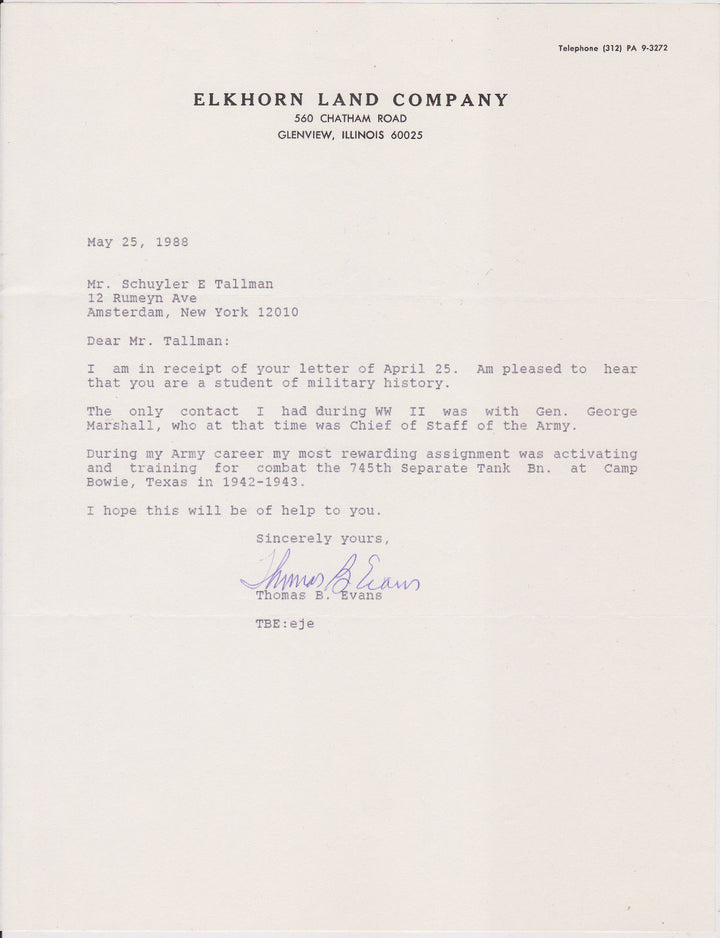 Telephone (312) PA 9-3272
ELKHORN LAND COMPANY
560 CHATHAM ROAD
GLENVIEW, ILLINOIS 60025
May 25, 1988
Mr. Schuyler E Tallman
12 Rumeyn Ave
Amsterdam, New York 12010
Dear Mr. Tallman:
I am in receipt of your letter of April 25. Am pleased to hear
that you are a student of military history.
The only contact I had during WW II was with Gen. George
Marshall, who at that time was Chief of Staff of the Army.
During my Army career my most rewarding assignment was activating
and training for combat the 745th Separate Tank Bn. at Camp
Bowie, Texas in 1942-1943.
I hope this will be of help to you.
Sincerely yours,
Thomas B Evans
Thomas B. Evans
TBE:eje